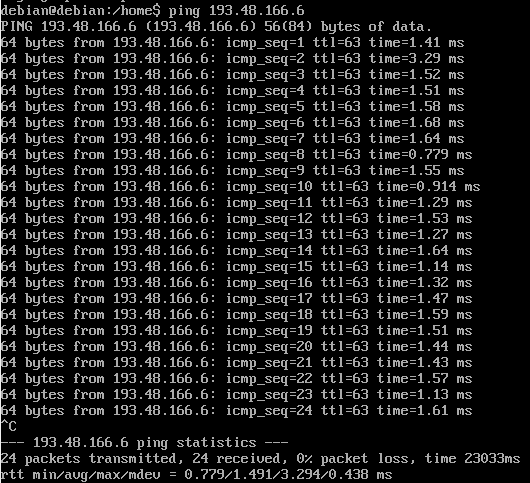 debian@debian:/home$ ping 193.48.166.6
PING 193.48.166.6 (193.48.166.6) 56(84) bytes of data.
64 bytes from 193.48.166.6: icmp_seq=1 ttl=63 time=1.41 ms
64 bytes from 193.48.166.6: icmp_seq=2 ttl=63 time=3.29 ms
64 bytes from 193.48.166.6: icmp_seq=3 ttl=63 time=1.52 ms
64 bytes from 193.48.166.6: icmp_seq=4 ttl=63 time=1.51 ms
64 bytes from 193.48.166.6: icmp_seq=5 ttl=63 time=1.58 ms
64 bytes from 193.48.166.6: icmp_seq=6 ttl=63 time=1.68 ms
64 bytes from 193.48.166.6: icmp_seq=7 ttl=63 time=1.64 ms
64 bytes from 193.48.166.6: icmp_seq=8 ttl=63 time=0.779 ms
64 bytes from 193.48.166.6: icmp_seq=9 ttl=63 time=1.55 ms
64 bytes from 193.48.166.6: icmp_seq=10 ttl=63 time=0.914 ms
64 bytes from 193.48.166.6: icmp_seq=11 ttl=63 time=1.29 ms
64 bytes from 193.48.166.6: icmp_seq=12 ttl=63 time=1.53 ms
64 bytes from 193.48.166.6: icmp_seq=13 ttl=63 time=1.27 ms
64 bytes from 193.48.166.6: icmp_seq=14 ttl=63 time=1.64 ms
64 bytes from 193.48.166.6: icmp_seq=15 ttl=63 time=1.14 ms
64 bytes from 193.48.166.6: icmp_seq=16 ttl=63 time=1.32 ms
64 bytes from 193.48.166.6: icmp_seq=17 ttl=63 time=1.47 ms
64 bytes from 193.48.166.6: icmp_seq=18 ttl=63 time=1.59 ms
64 bytes from 193.48.166.6: icmp_seq=19 ttl=63 time=1.51 ms
64 bytes from 193.48.166.6: icmp_seq=20 ttl=63 time=1.44 ms
64 bytes from 193.48.166.6: icmp_seq=21 ttl=63 time=1.43 ms
64 bytes from 193.48.166.6: icmp_seq=22 ttl=63 time=1.57 ms
64 bytes from 193.48.166.6: icmp_seq=23 ttl=63 time=1.13 ms
64 bytes from 193.48.166.6: icmp_seq=24 ttl=63 time=1.61 ms
^C
--- 193.48.166.6 ping statistics ---
24 packets transmitted, 24 received, 0% packet loss, time 23033ms
rtt min/avg/max/mdev = 0.779/1.491/3.294/0.438 ms